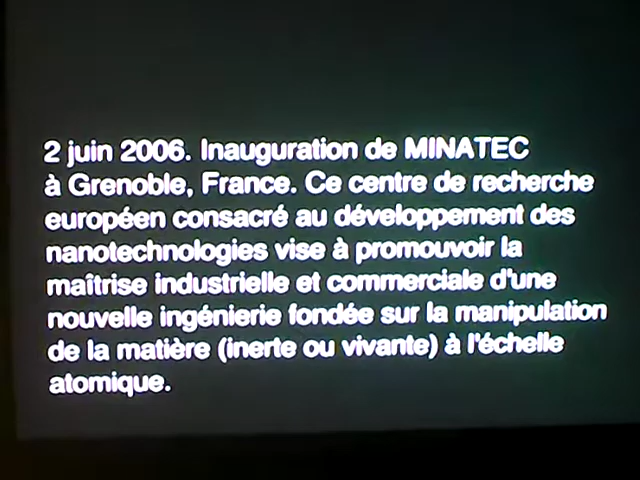 2 juin 2006. Inauguration de MINATEC
à Grenoble, France. Ce centre de recherche
européen consacré au développement des
nanotechnologies vise à promouvoir la
maîtrise industrielle et commerciale d'une
nouvelle ingénierie fondée sur la manipulation
de la matière (inerte ou vivante) à l'échelle
atomique.